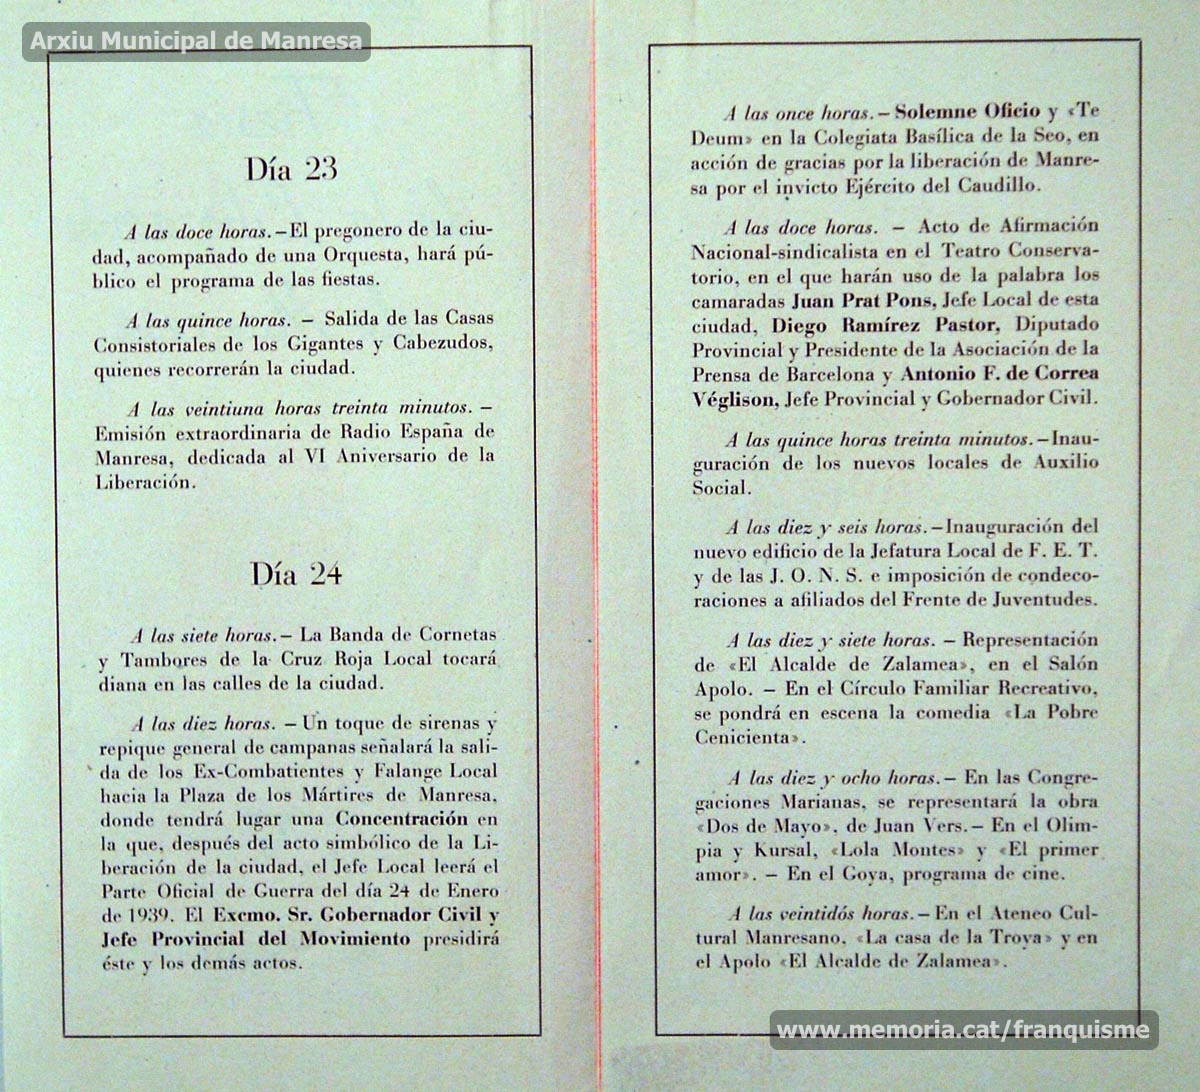 Arxiu Municipal de Manresa
Día 23
A las doce horas.—El pregonero de la ciu-
dad, acompañado de una Orquesta, hará pú-
blico el programa de las fiestas.
A las quince horas. — Salida de las Casas
Consistoriales de los Gigantes y Cabezudos,
quienes recorrerán la ciudad.
A las veintiuna horas treinta minutos. —
Emisión extraordinaria de Radio España de
Manresa, dedicada al VI Aniversario de la
Liberación.
Día 24
A las siete horas.— La Banda de Cornetas
y Tambores de la Cruz Roja Local tocará
diana en las calles de la ciudad.
A las diez horas. — Un toque de sirenas y
repique general de campanas señalará la sali-
da de los Ex-Combatientes y Falange Local
hacia la Plaza de los Mártires de Manresa,
donde tendrá lugar una Concentración en
la que, después del acto simbólico de la Li-
beración de la ciudad, el Jefe Local leerá el
Parte Oficial de Guerra del día 24 de Enero
de 1939. El Excmo. Sr. Gobernador Civil y
Jefe Provincial del Movimiento presidirá
éste y los demás actos.
A las once horas.— Solemne Oficio y «Te
Deum» en la Colegiata Basílica de la Seo, en
acción de gracias por la liberación de Manre-
sa por el invicto Ejército del Caudillo.
A las doce horas. — Acto de Afirmación
Nacional-sindicalista en el Teatro Conserva-
torio, en el que harán uso de la palabra los
camaradas Juan Prat Pons, Jefe Local de esta
ciudad, Diego Ramírez Pastor, Diputado
Provincial y Presidente de la Asociación de la
Prensa de Barcelona y Antonio F. de Correa
Véglison, Jefe Provincial y Gobernador Civil.
A las quince horas treinta minutos.—Inau-
guración de los nuevos locales de Auxilio
Social.
A las diez y seis horas.—Inauguración del
nuevo edificio de la Jefatura Local de F. E. T.
y de las J. O. N. S. e imposición de condeco-
raciones a afiliados del Frente de Juventudes.
A las diez y siete horas. — Representación
de «El Alcalde de Zalamea», en el Salón
Apolo. — En el Círculo Familiar Recreativo,
se pondrá en escena la comedia «La Pobre
Cenicienta».
A las diez y ocho horas.— En las Congre-
gaciones Marianas, se representará la obra
«Dos de Mayo», de Juan Vers.— En el Olim-
pia y Kursal, «Lola Montes» y «El primer
amor». — En el Goya, programa de cine.
A las veintidós horas.— En el Ateneo Cul-
tural Manresano, «La casa de la Troya» y en
el Apolo «El Alcalde de Zalamea».
www.memoria.cat/franquisme